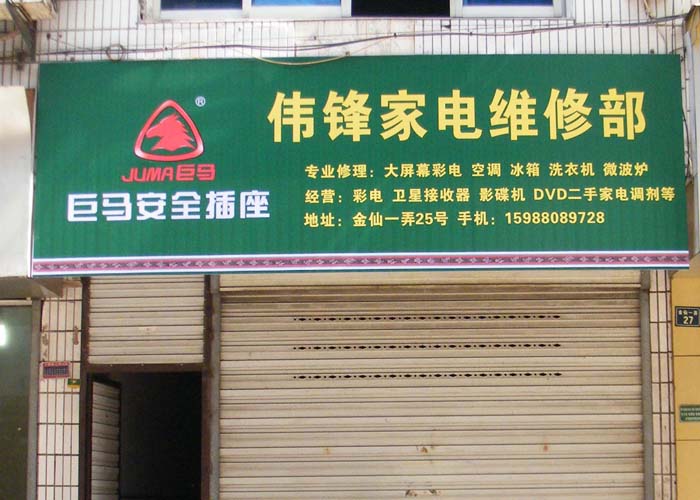 ®
JUMA巨马
巨马安全插座
伟锋家电维修部
专业修理：大屏幕彩电 空调 冰箱 洗衣机 微波炉
经营：彩电 卫星接收器 影碟机 DVD二手家电调剂等
地址：金仙一弄25号 手机：15988089728
27